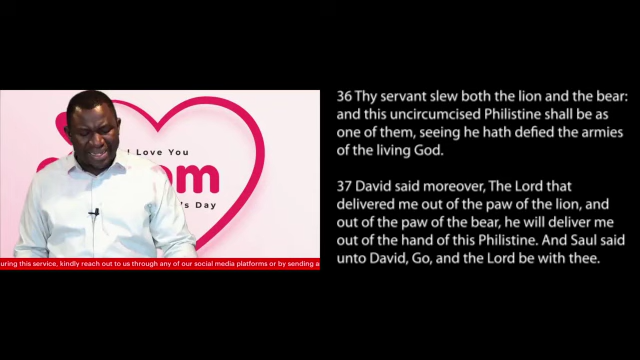 I Love You
om
's Day
uring this service, kindly reach out to us through any of our social media platforms or by sending a
36 Thy servant slew both the lion and the bear:
and this uncircumcised Philistine shall be as
one of them, seeing he hath defied the armies
of the living God.
37 David said moreover, The Lord that
delivered me out of the paw of the lion, and
out of the paw of the bear, he will deliver me
out of the hand of this Philistine. And Saul said
unto David, Go, and the Lord be with thee.